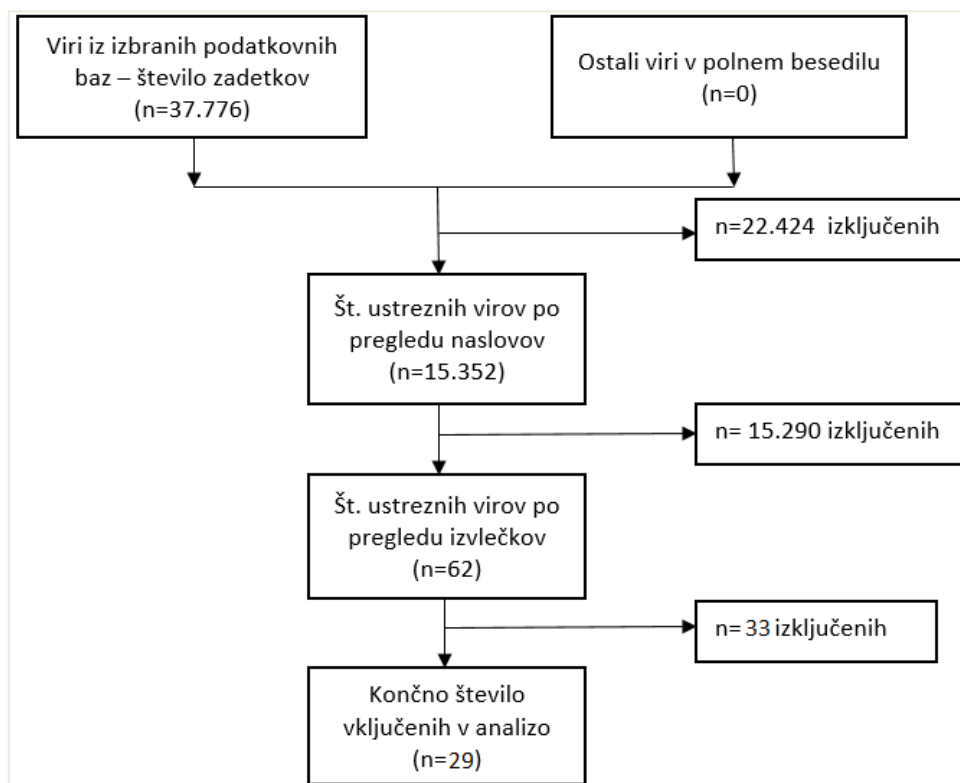 Viri iz izbranih podatkovnih
baz – število zadetkov
(n=37.776)
Ostali viri v polnem besedilu
(n=0)
n=22.424 izključenih
Št. ustreznih virov po
pregledu naslovov
(n=15.352)
n= 15.290 izključenih
Št. ustreznih virov po
pregledu izvlečkov
(n=62)
n= 33 izključenih
Končno število
vključenih v analizo
(n=29)